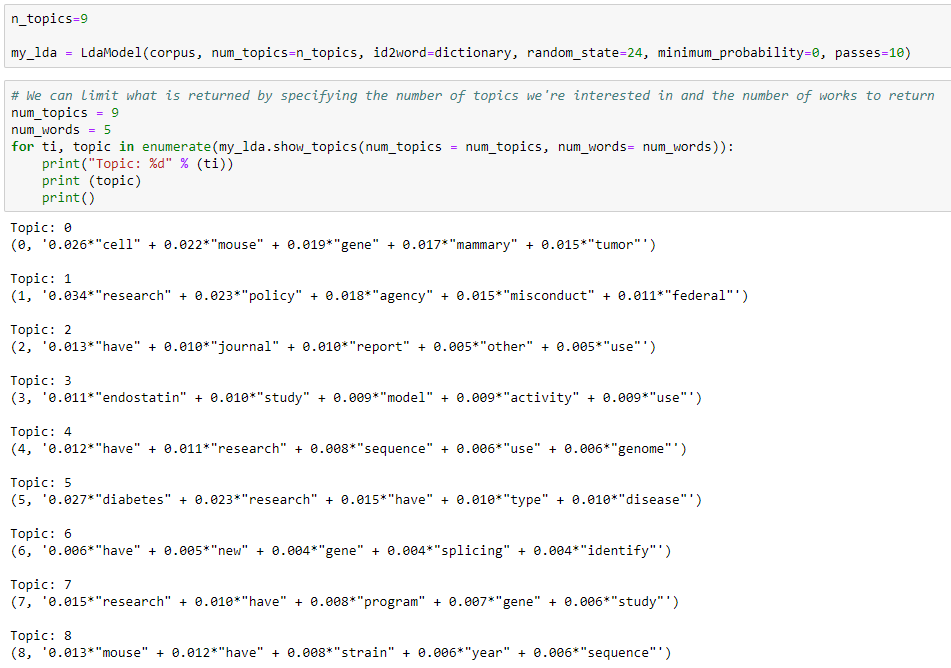 n_topics=9
my_lda = LdaModel(corpus, num_topics=n_topics, id2word=dictionary, random_state=24, minimum_probability=0, passes=10)
# We can limit what is returned by specifying the number of topics we're interested in and the number of works to return
num_topics = 9
num_words = 5
for ti, topic in enumerate(my_lda.show_topics(num_topics = num_topics, num_words= num_words)):
    print("Topic: %d" % (ti))
    print (topic)
    print()
Topic: 0
(0, '0.026*"cell" + 0.022*"mouse" + 0.019*"gene" + 0.017*"mammary" + 0.015*"tumor"')
Topic: 1
(1, '0.034*"research" + 0.023*"policy" + 0.018*"agency" + 0.015*"misconduct" + 0.011*"federal"')
Topic: 2
(2, '0.013*"have" + 0.010*"journal" + 0.010*"report" + 0.005*"other" + 0.005*"use"')
Topic: 3
(3, '0.011*"endostatin" + 0.010*"study" + 0.009*"model" + 0.009*"activity" + 0.009*"use"')
Topic: 4
(4, '0.012*"have" + 0.011*"research" + 0.008*"sequence" + 0.006*"use" + 0.006*"genome"')
Topic: 5
(5, '0.027*"diabetes" + 0.023*"research" + 0.015*"have" + 0.010*"type" + 0.010*"disease"')
Topic: 6
(6, '0.006*"have" + 0.005*"new" + 0.004*"gene" + 0.004*"splicing" + 0.004*"identify"')
Topic: 7
(7, '0.015*"research" + 0.010*"have" + 0.008*"program" + 0.007*"gene" + 0.006*"study"')
Topic: 8
(8, '0.013*"mouse" + 0.012*"have" + 0.008*"strain" + 0.006*"year" + 0.006*"sequence"')